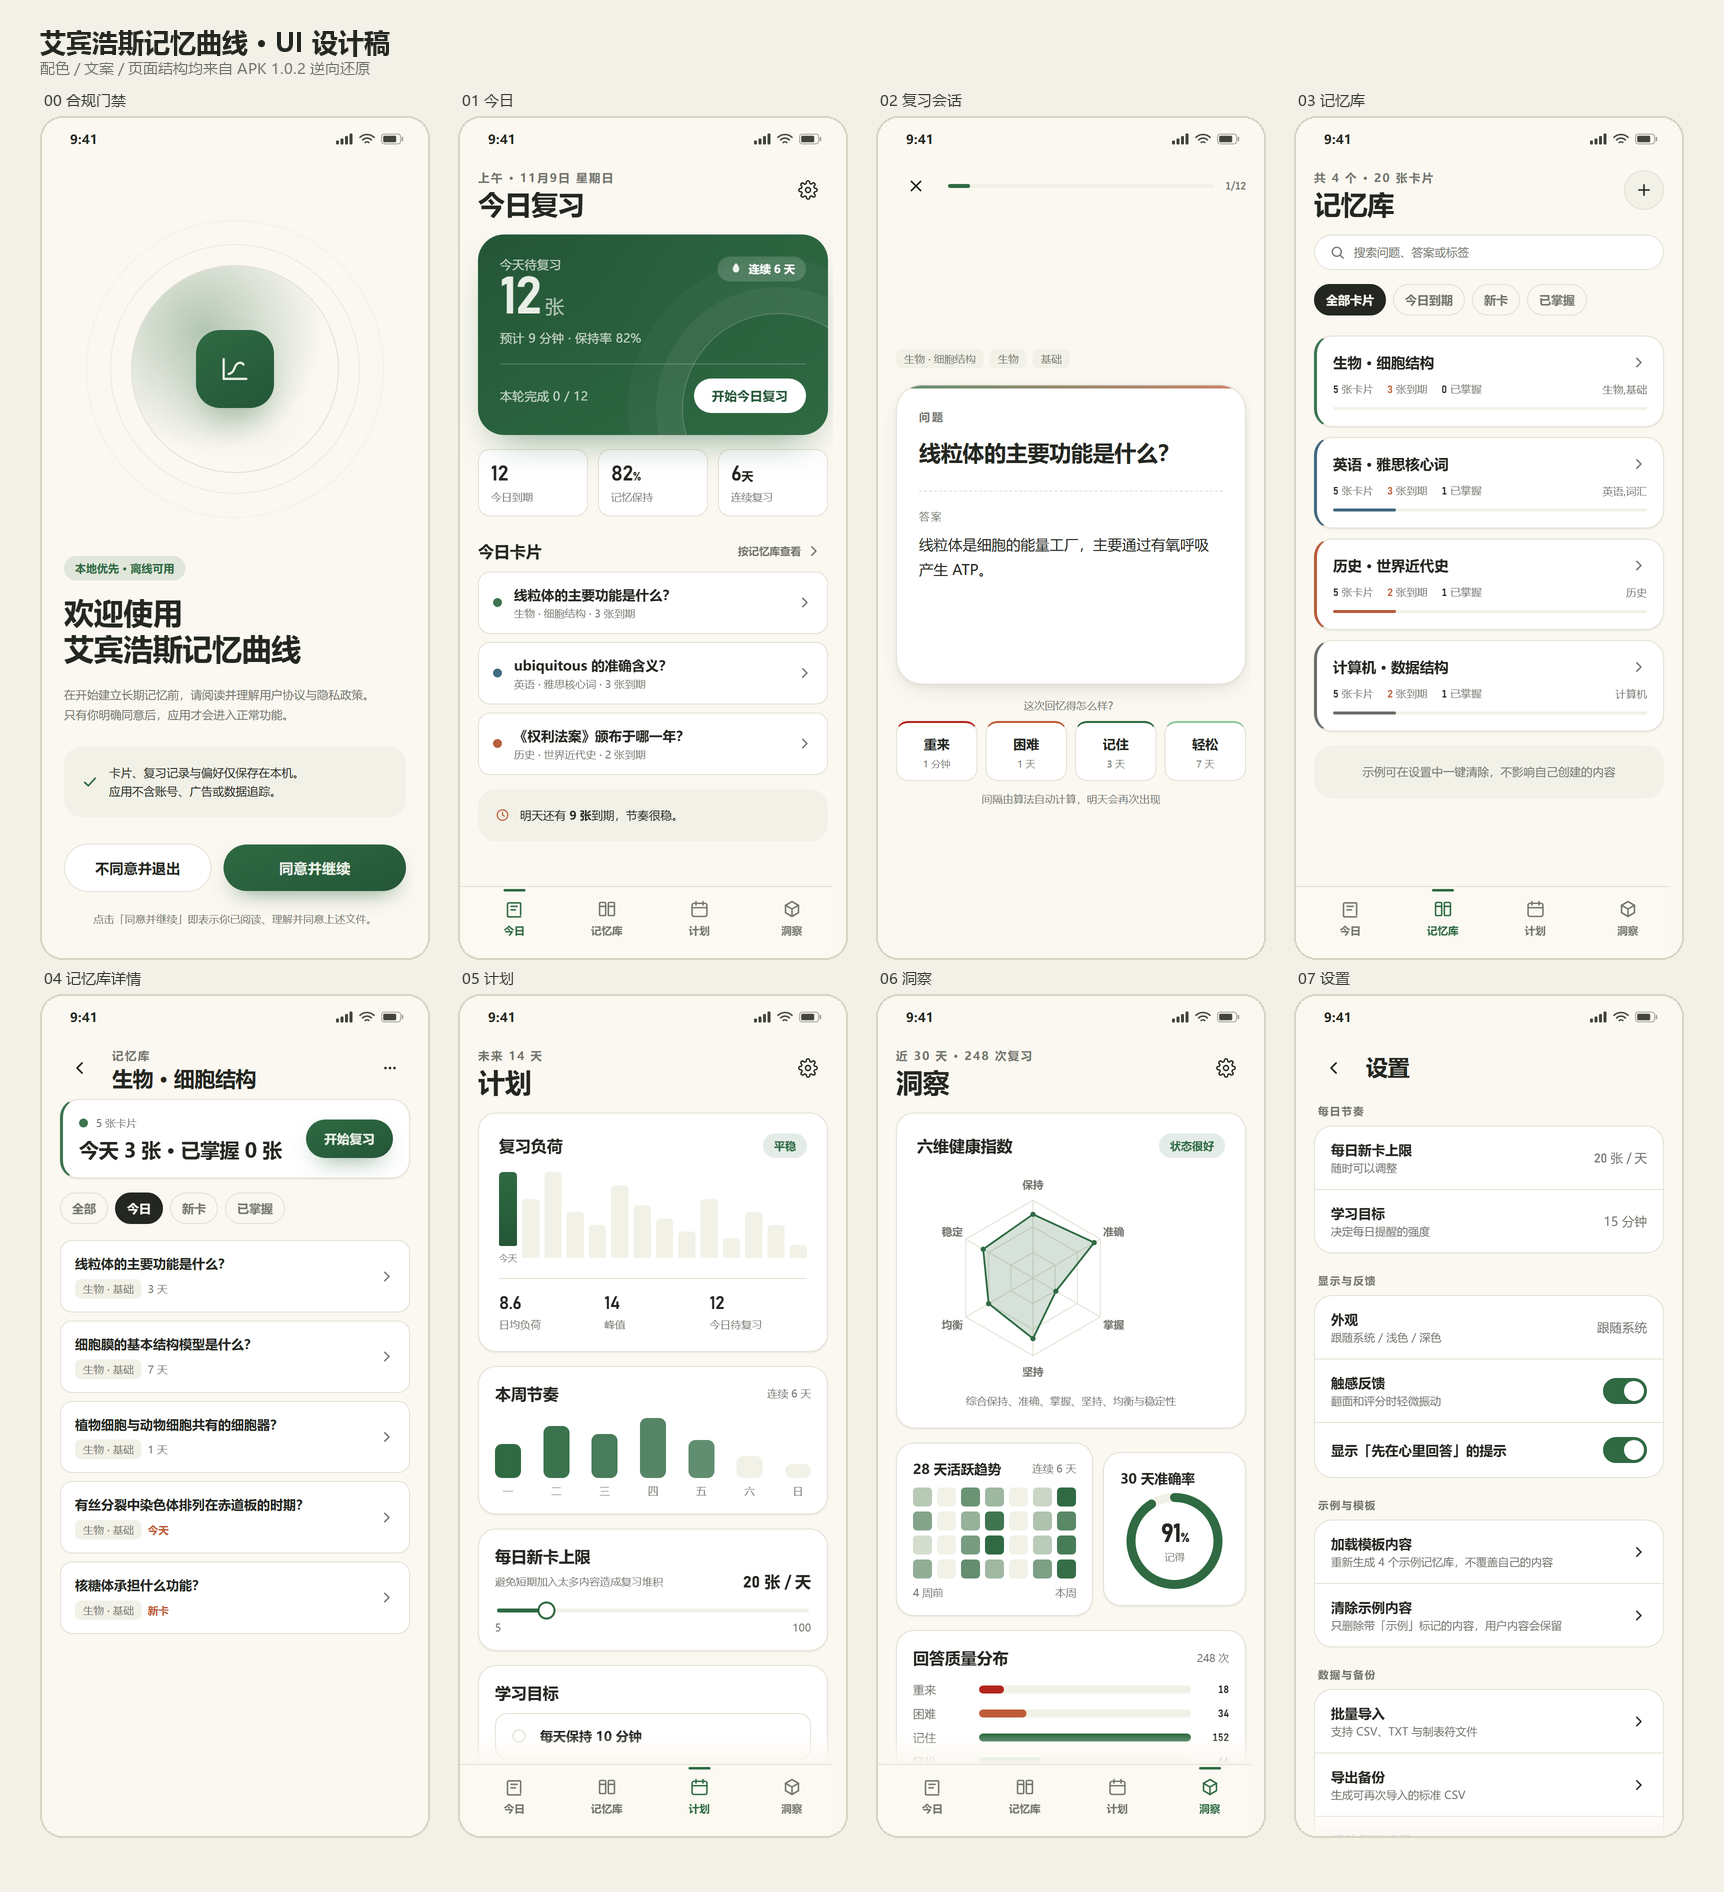 艾宾浩斯记忆曲线 • UI 设计稿
配色 / 文案 / 页面结构均来自 APK 1.0.2 逆向还原
00 合规门禁
9:41
本地优先 • 离线可用
欢迎使用
艾宾浩斯记忆曲线
在开始建立长期记忆前，请阅读并理解用户协议与隐私政策。
只有你明确同意后，应用才会进入正常功能。
卡片、复习记录与偏好仅保存在本机。
应用不含账号、广告或数据追踪。
不同意并退出
同意并继续
点击「同意并继续」即表示你已阅读、理解并同意上述文件。
01 今日
9:41
上午 • 11月9日 星期日
今日复习
今天待复习
连续 6 天
12 张
预计 9 分钟 · 保持率 82%
本轮完成 0 / 12
开始今日复习
12
今日到期
82%
记忆保持
6天
连续复习
今日卡片
按记忆库查看
线粒体的主要功能是什么？
生物 · 细胞结构 · 3 张到期
ubiquitous 的准确含义？
英语 · 雅思核心词 · 3 张到期
《权利法案》颁布于哪一年？
历史 · 世界近代史 · 2 张到期
明天还有 9 张到期，节奏很稳。
今日
记忆库
计划
洞察
02 复习会话
9:41
1/12
生物 · 细胞结构
生物
基础
问题
线粒体的主要功能是什么？
答案
线粒体是细胞的能量工厂，主要通过有氧呼吸
产生 ATP。
这次回忆得怎么样？
重来
1 分钟
困难
1 天
记住
3 天
轻松
7 天
间隔由算法自动计算，明天会再次出现
03 记忆库
9:41
共 4 个 • 20 张卡片
记忆库
搜索问题、答案或标签
全部卡片
今日到期
新卡
已掌握
生物 • 细胞结构
5 张卡片 3 张到期 0 已掌握 生物,基础
英语 • 雅思核心词
5 张卡片 3 张到期 1 已掌握 英语,词汇
历史 • 世界近代史
5 张卡片 2 张到期 1 已掌握 历史
计算机 • 数据结构
5 张卡片 2 张到期 1 已掌握 计算机
示例可在设置中一键清除，不影响自己创建的内容
今日
记忆库
计划
洞察
04 记忆库详情
9:41
记忆库
生物 • 细胞结构
5 张卡片
今天 3 张 • 已掌握 0 张
开始复习
全部
今日
新卡
已掌握
线粒体的主要功能是什么？
生物 · 基础 3 天
细胞膜的基本结构模型是什么？
生物 · 基础 7 天
植物细胞与动物细胞共有的细胞器？
生物 · 基础 1 天
有丝分裂中染色体排列在赤道板的时期？
生物 · 基础 今天
核糖体承担什么功能？
生物 · 基础 新卡
05 计划
9:41
未来 14 天
计划
复习负荷
平稳
今天
8.6
日均负荷
14
峰值
12
今日待复习
本周节奏
连续 6 天
一 二 三 四 五 六 日
每日新卡上限
避免短期加入太多内容造成复习堆积
20 张 / 天
5
100
学习目标
每天保持 10 分钟
今日
记忆库
计划
洞察
06 洞察
9:41
近 30 天 • 248 次复习
洞察
六维健康指数
状态很好
保持
稳定
准确
均衡
掌握
坚持
综合保持、准确、掌握、坚持、均衡与稳定性
28 天活跃趋势
连续 6 天
4 周前
本周
30 天准确率
91%
记得
回答质量分布
248 次
重来 18
困难 34
记住 152
轻松 44
今日
记忆库
计划
洞察
07 设置
9:41
设置
每日节奏
每日新卡上限
随时可以调整
20 张 / 天
学习目标
决定每日提醒的强度
15 分钟
显示与反馈
外观
跟随系统 / 浅色 / 深色
跟随系统
触感反馈
翻面和评分时轻微振动
显示「先在心里回答」的提示
示例与模板
加载模板内容
重新生成 4 个示例记忆库，不覆盖自己的内容
清除示例内容
只删除带「示例」标记的内容，用户内容会保留
数据与备份
批量导入
支持 CSV、TXT 与制表符文件
导出备份
生成可再次导入的标准 CSV